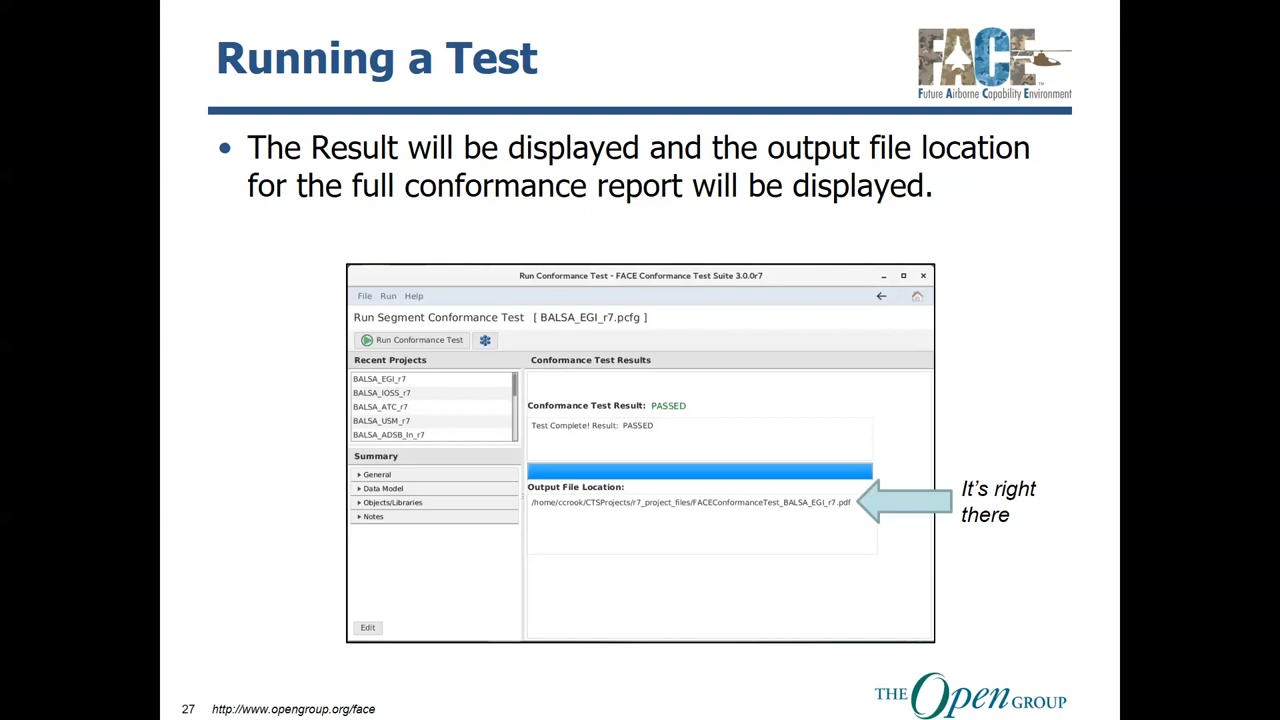 Running a Test
FACE
Future Airborne Capability Environment
• The Result will be displayed and the output file location
for the full conformance report will be displayed.
Run Conformance Test - FACE Conformance Test Suite 3.0.0r7
File Run Help
Run Segment Conformance Test [ BALSA_EGI_r7.pcfg ]
Run Conformance Test
Recent Projects
BALSA_EGI_r7
BALSA_IOSS_r7
BALSA_ATC_r7
BALSA_USM_r7
BALSA_ADSB_In_r7
Summary
General
Data Model
Objects/Libraries
Notes
Edit
Conformance Test Results
Conformance Test Result: PASSED
Test Complete! Result: PASSED
Output File Location:
/home/ccrook/CTSProjects/r7_project_files/FACEConformanceTest_BALSA_EGI_r7.pdf
It's right
there
27 http://www.opengroup.org/face
THE Open GROUP